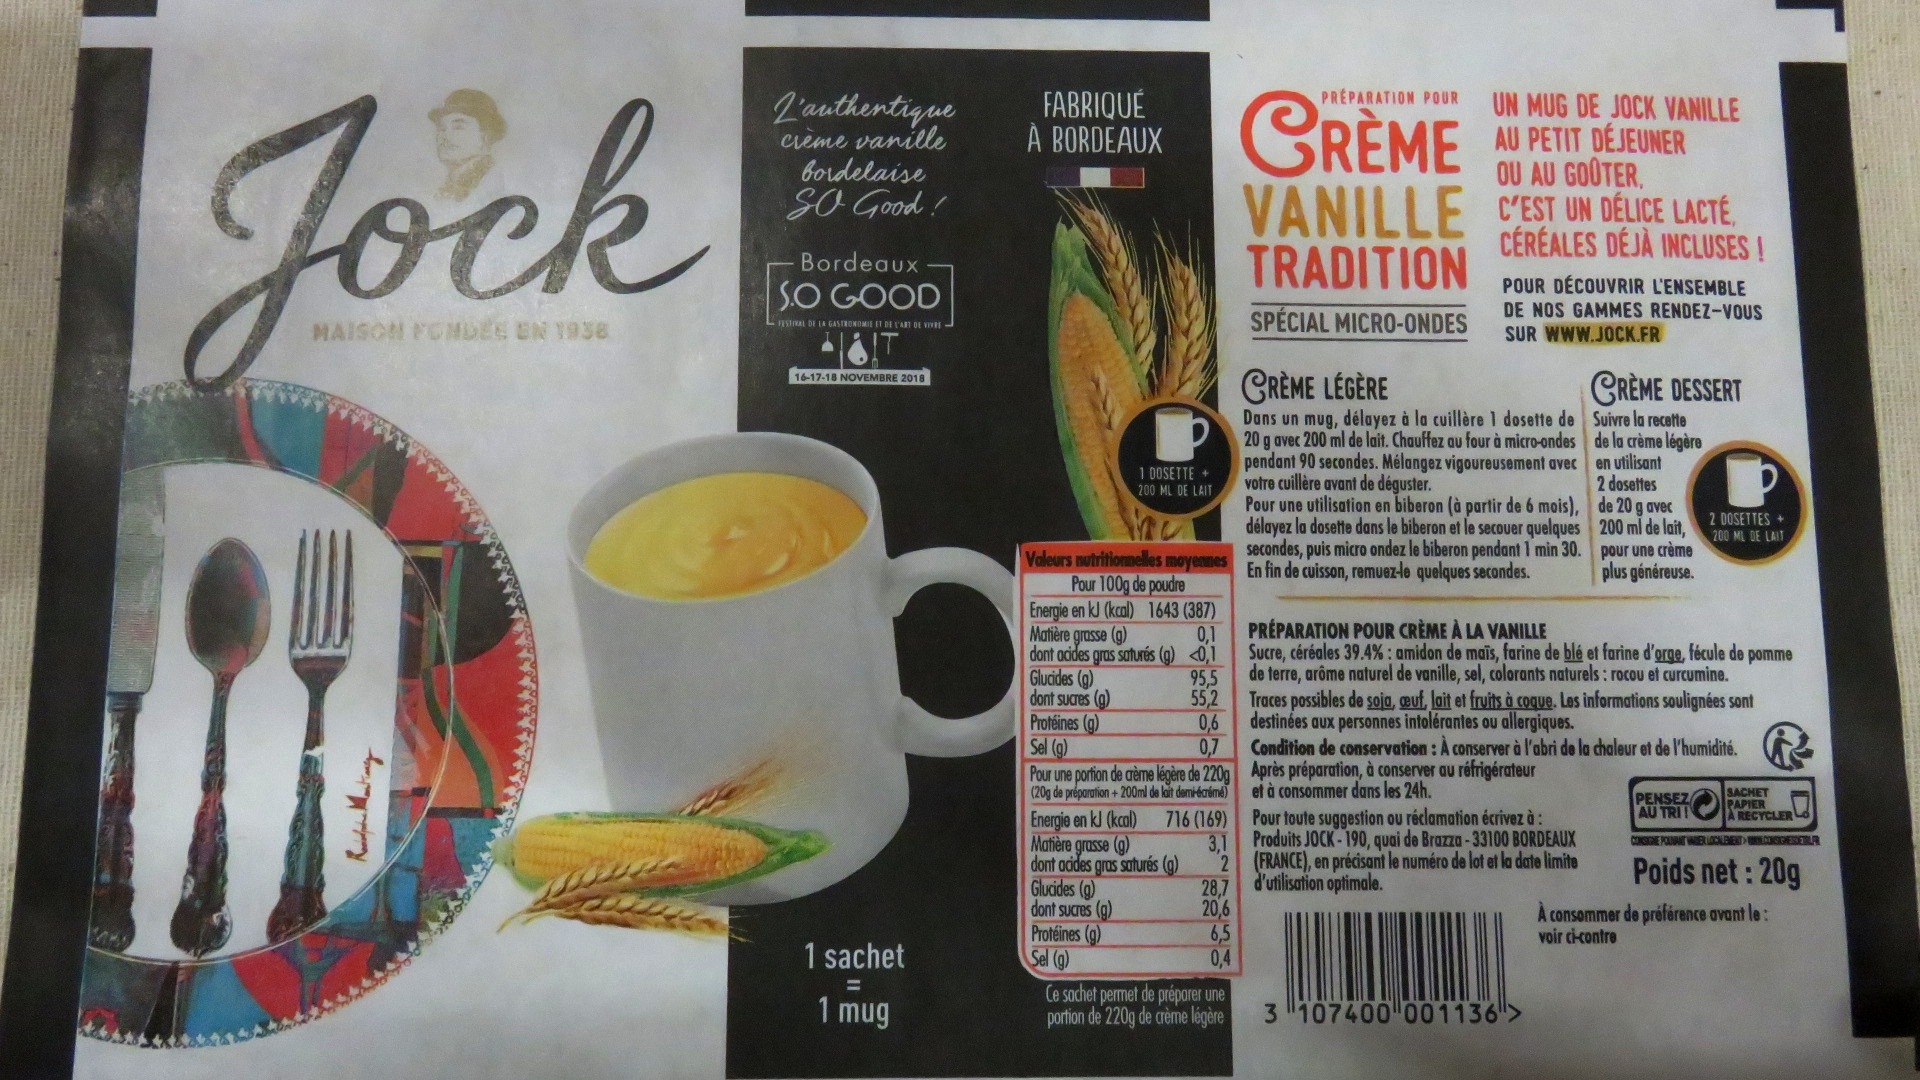 Jock
MAISON FONDÉE EN 1938
L'authentique
crème vanille
bordelaise
SO Good !
Bordeaux
S.O GOOD
FESTIVAL DE LA GASTRONOMIE ET DE L'ART DE VIVRE
16-17-18 NOVEMBRE 2018
FABRIQUÉ
À BORDEAUX
1 DOSETTE +
200 ML DE LAIT
1 sachet
=
1 mug
Valeurs nutritionnelles moyennes
Pour 100g de poudre
Energie en kJ (kcal) 1643 (387)
Matière grasse (g) 0,1
dont acides gras saturés (g) <0,1
Glucides (g) 95,5
dont sucres (g) 55,2
Protéines (g) 0,6
Sel (g) 0,7
Pour une portion de crème légère de 220g
(20g de préparation + 200ml de lait demi-écrémé)
Energie en kJ (kcal) 716 (169)
Matière grasse (g) 3,1
dont acides gras saturés (g) 2
Glucides (g) 28,7
dont sucres (g) 20,6
Protéines (g) 6,5
Sel (g) 0,4
Ce sachet permet de préparer une
portion de 220g de crème légère
PRÉPARATION POUR
CRÈME
VANILLE
TRADITION
SPÉCIAL MICRO-ONDES
UN MUG DE JOCK VANILLE
AU PETIT DÉJEUNER
OU AU GOÛTER,
C'EST UN DÉLICE LACTÉ,
CÉRÉALES DÉJÀ INCLUSES !
POUR DÉCOUVRIR L'ENSEMBLE
DE NOS GAMMES RENDEZ-VOUS
SUR WWW.JOCK.FR
CRÈME LÉGÈRE
Dans un mug, délayez à la cuillère 1 dosette de
20 g avec 200 ml de lait. Chauffez au four à micro-ondes
pendant 90 secondes. Mélangez vigoureusement avec
votre cuillère avant de déguster.
Pour une utilisation en biberon (à partir de 6 mois),
délayez la dosette dans le biberon et le secouer quelques
secondes, puis micro ondez le biberon pendant 1 min 30.
En fin de cuisson, remuez-le quelques secondes.
CRÈME DESSERT
Suivre la recette
de la crème légère
en utilisant
2 dosettes
de 20 g avec
200 ml de lait,
pour une crème
plus généreuse.
2 DOSETTES +
200 ML DE LAIT
PRÉPARATION POUR CRÈME À LA VANILLE
Sucre, céréales 39.4% : amidon de maïs, farine de blé et farine d'orge, fécule de pomme
de terre, arôme naturel de vanille, sel, colorants naturels : rocou et curcumine.
Traces possibles de soja, œuf, lait et fruits à coque. Les informations soulignées sont
destinées aux personnes intolérantes ou allergiques.
Condition de conservation : À conserver à l'abri de la chaleur et de l'humidité.
Après préparation, à conserver au réfrigérateur
et à consommer dans les 24h.
Pour toute suggestion ou réclamation écrivez à :
Produits JOCK - 190, quai de Brazza - 33100 BORDEAUX
(FRANCE), en précisant le numéro de lot et la date limite
d'utilisation optimale.
PENSEZ
AU TRI !
SACHET
PAPIER
À RECYCLER
Poids net : 20g
À consommer de préférence avant le :
voir ci-contre
3 107400 001136 >